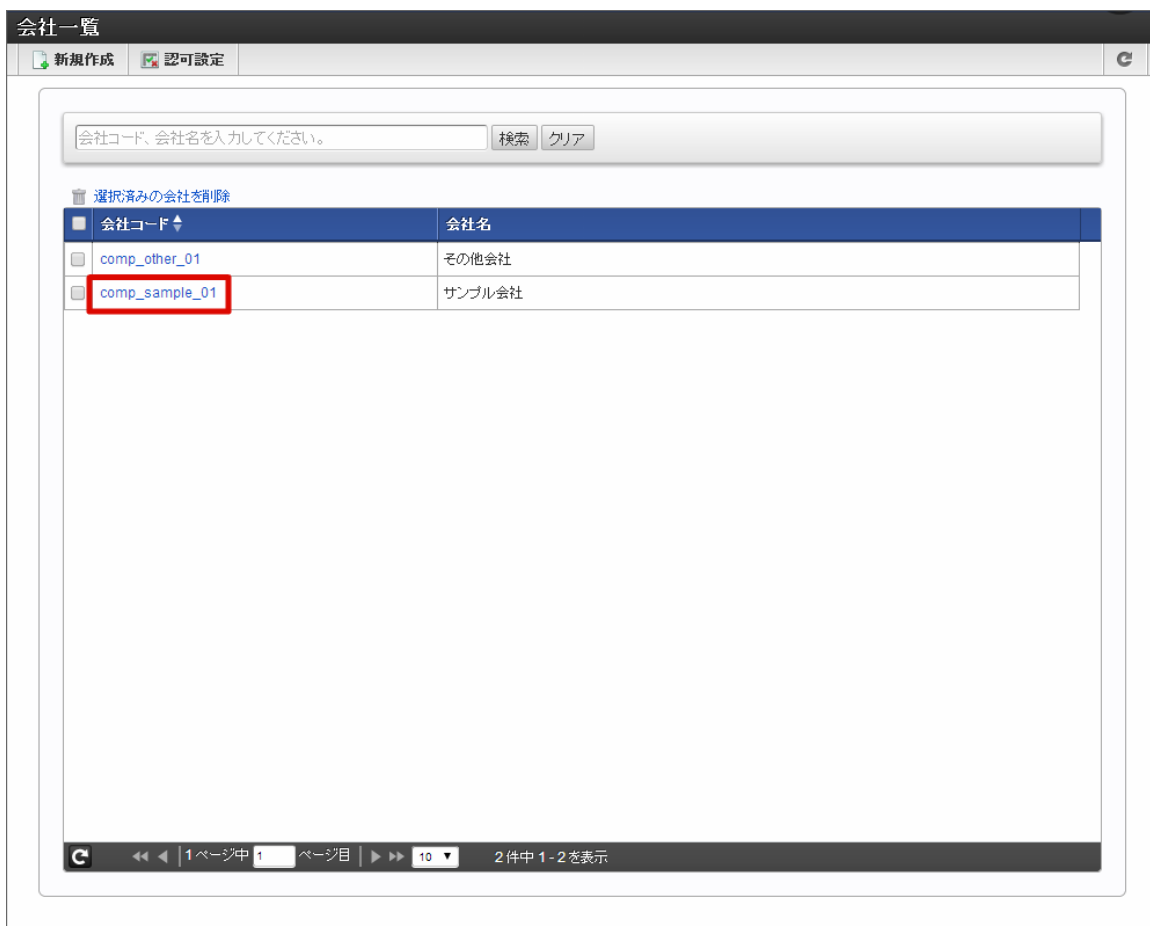 会社一覧
新規作成 認可設定
会社コード、会社名を入力してください。 検索 クリア
選択済みの会社を削除
会社コード 会社名
comp_other_01 その他会社
comp_sample_01 サンプル会社
1 ページ中 1 ページ目 10 2 件中 1 - 2 を表示